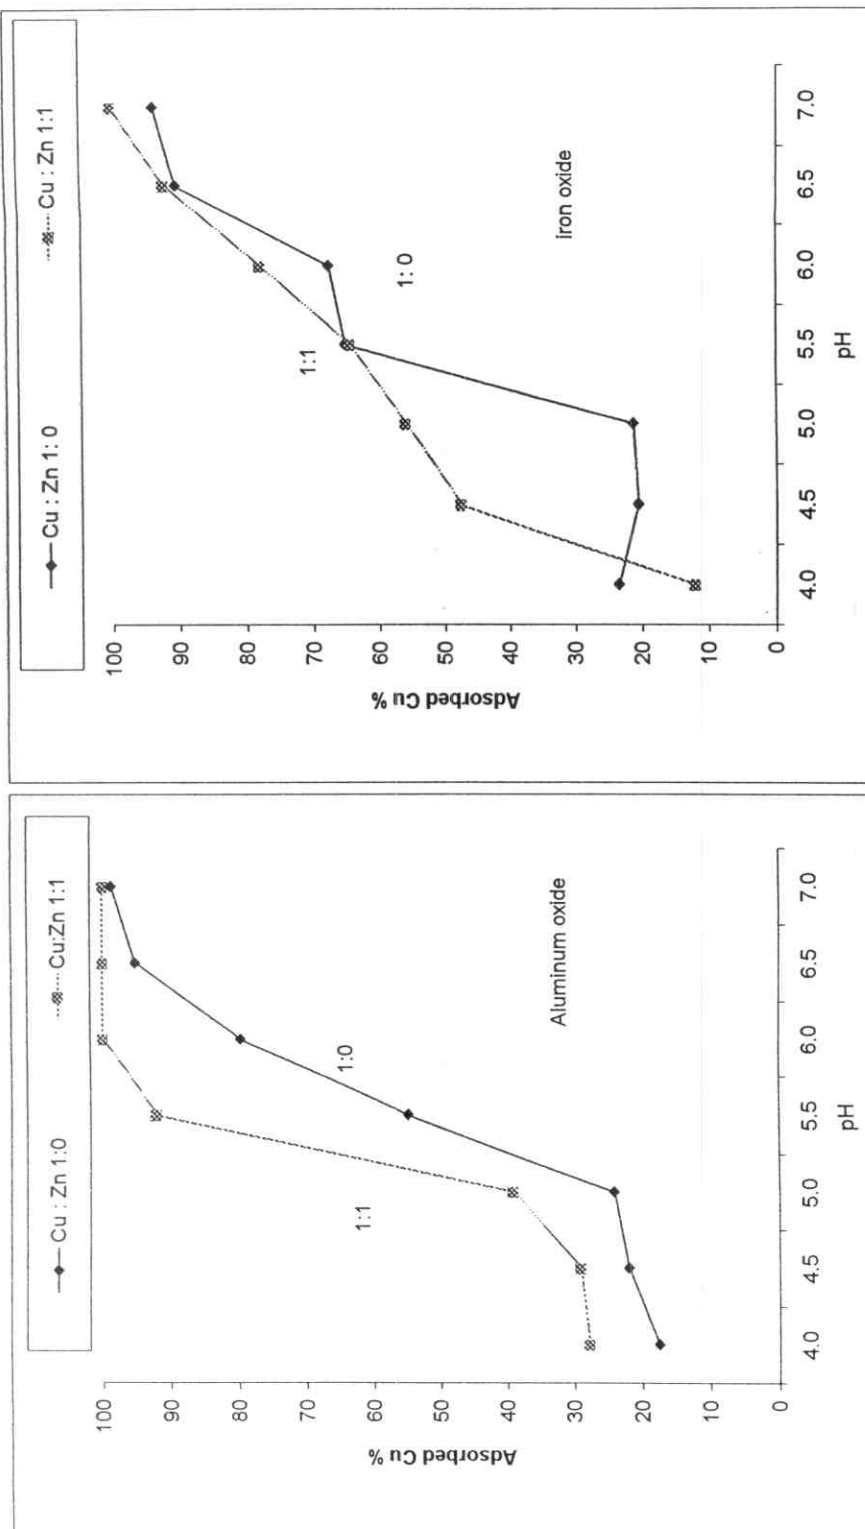 Cu : Zn 1:0
Cu:Zn 1:1
Adsorbed Cu %
100
90
80
70
60
50
40
30
20
10
0
1:1
1:0
Aluminum oxide
4.0 4.5 5.0 5.5 6.0 6.5 7.0
pH
Cu : Zn 1: 0
Cu : Zn 1:1
Adsorbed Cu %
100
90
80
70
60
50
40
30
20
10
0
1:1
1: 0
iron oxide
4.0 4.5 5.0 5.5 6.0 6.5 7.0
pH